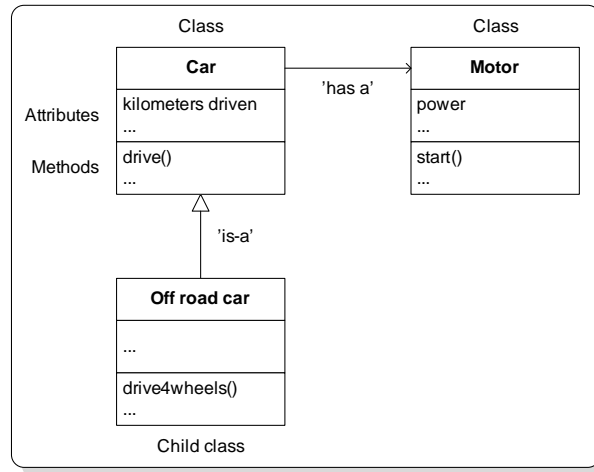 Class
Class
Car
Motor
'has a'
Attributes
kilometers driven
...
power
...
Methods
drive()
...
start()
...
'is-a'
Off road car
...
drive4wheels()
...
Child class